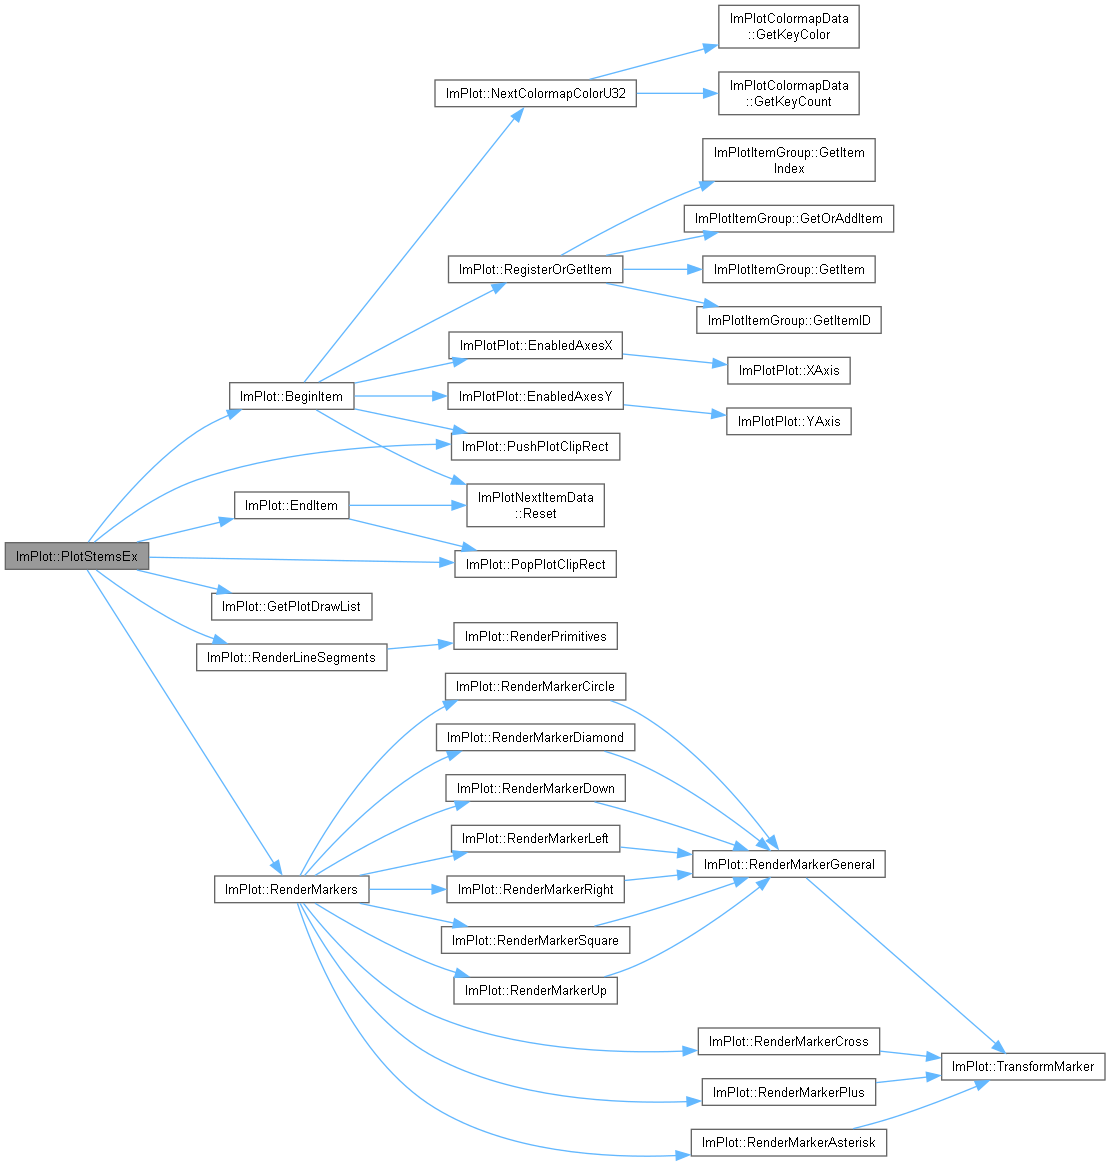 ImPlotColormapData
::GetKeyColor
ImPlot::NextColormapColorU32
ImPlotColormapData
::GetKeyCount
ImPlotItemGroup::GetItem
Index
ImPlotItemGroup::GetOrAddItem
ImPlot::RegisterOrGetItem
ImPlotItemGroup::GetItem
ImPlotItemGroup::GetItemID
ImPlotPlot::EnabledAxesX
ImPlotPlot::XAxis
ImPlot::BeginItem
ImPlotPlot::EnabledAxesY
ImPlotPlot::YAxis
ImPlot::PushPlotClipRect
ImPlot::EndItem
ImPlotNextItemData
::Reset
ImPlot::PlotStemsEx
ImPlot::PopPlotClipRect
ImPlot::GetPlotDrawList
ImPlot::RenderPrimitives
ImPlot::RenderLineSegments
ImPlot::RenderMarkerCircle
ImPlot::RenderMarkerDiamond
ImPlot::RenderMarkerDown
ImPlot::RenderMarkerLeft
ImPlot::RenderMarkerGeneral
ImPlot::RenderMarkers
ImPlot::RenderMarkerRight
ImPlot::RenderMarkerSquare
ImPlot::RenderMarkerUp
ImPlot::RenderMarkerCross
ImPlot::TransformMarker
ImPlot::RenderMarkerPlus
ImPlot::RenderMarkerAsterisk